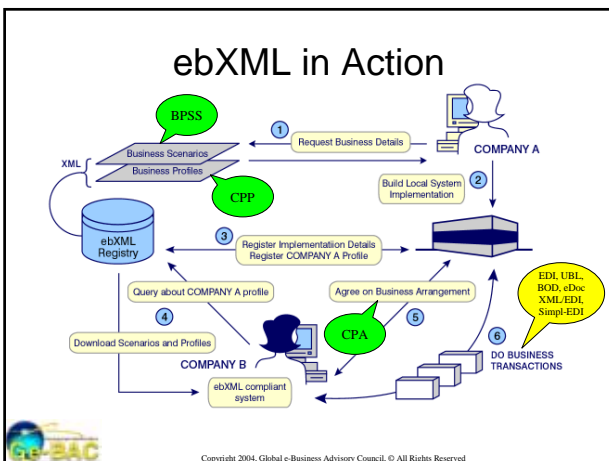 ebXML in Action
BPSS
1
Request Business Details
COMPANY A
XML
Business Scenarios
Business Profiles
CPP
Build Local System
Implementation
2
ebXML
Registry
3
Register Implementatiion Details
Register COMPANY A Profile
Query about COMPANY A profile
Agree on Business Arrangement
EDI, UBL,
BOD, eDoc
XML/EDI,
Simpl-EDI
4
5
CPA
6
DO BUSINESS
TRANSACTIONS
Download Scenarios and Profiles
COMPANY B
ebXML compliant
system
Ge-BAC
Copyright 2004, Global e-Business Advisory Council, © All Rights Reserved